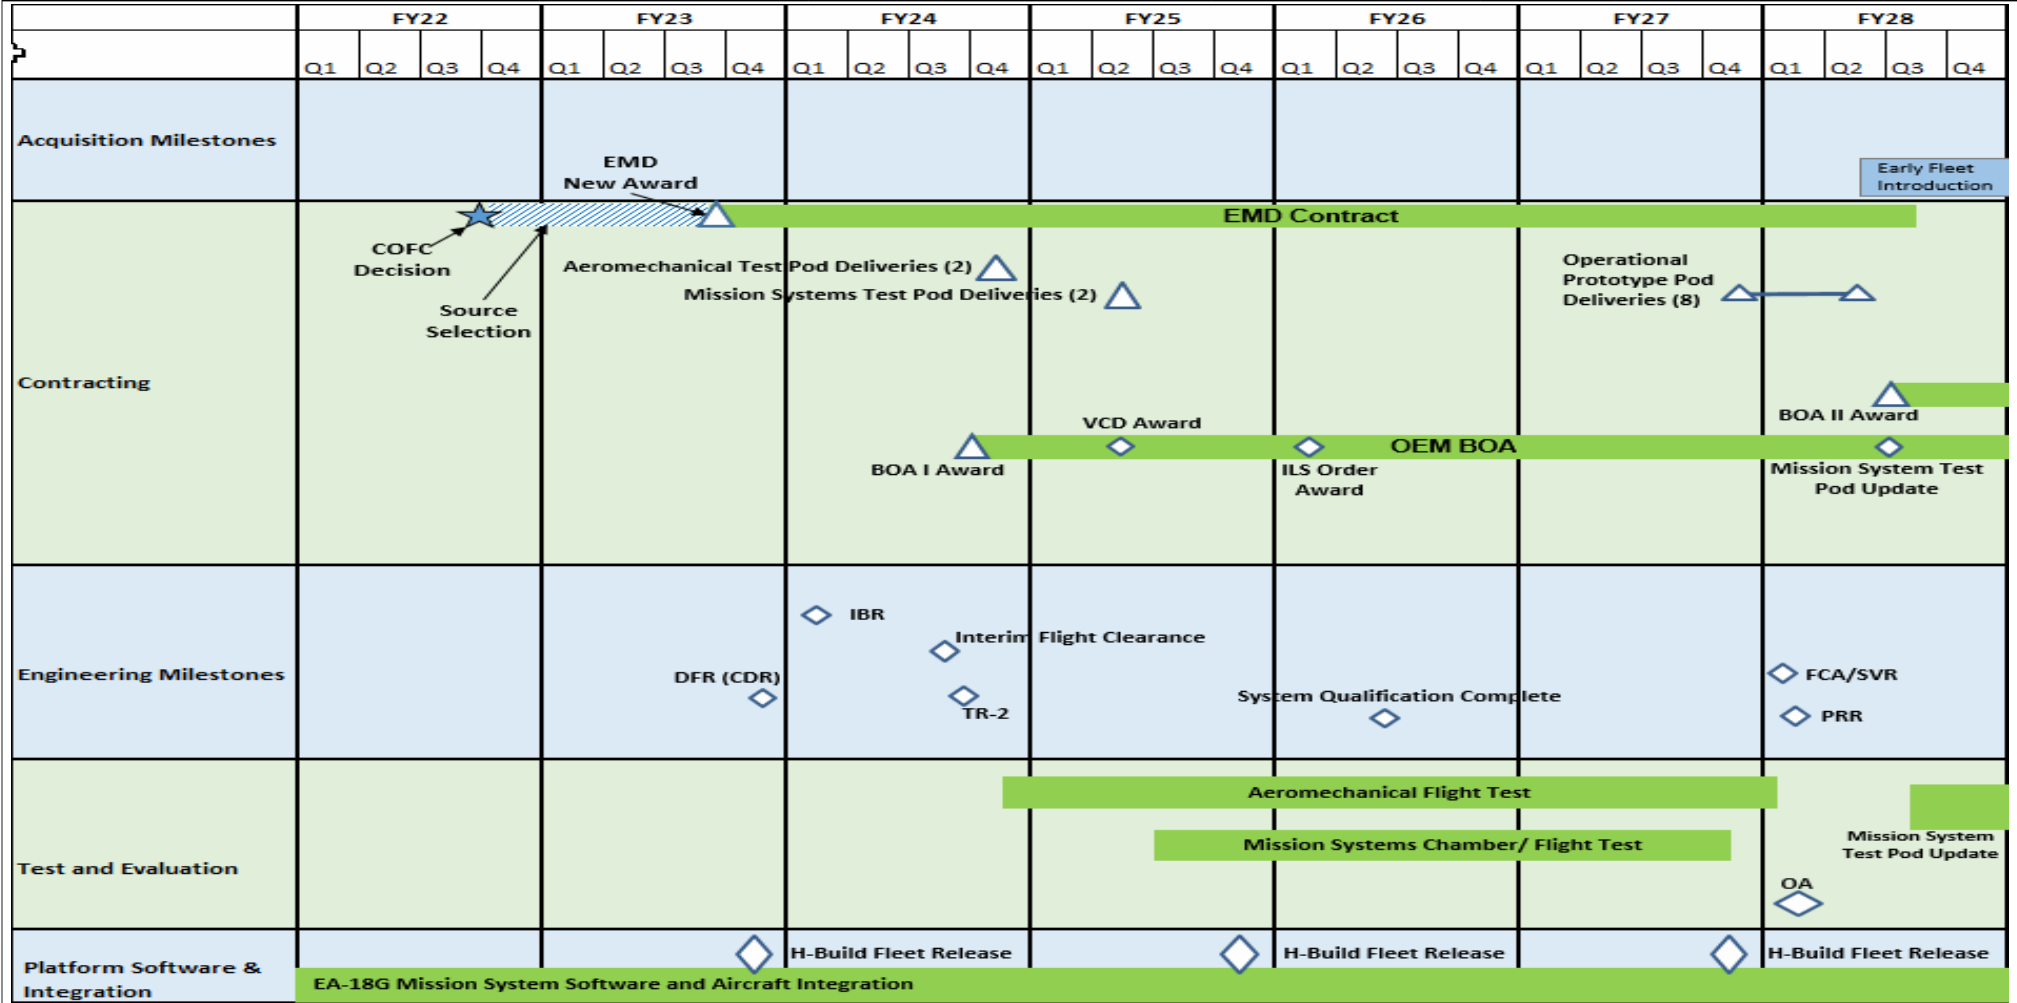 FY22 FY23 FY24 FY25 FY26 FY27 FY28
Q1 Q2 Q3 Q4 Q1 Q2 Q3 Q4 Q1 Q2 Q3 Q4 Q1 Q2 Q3 Q4 Q1 Q2 Q3 Q4 Q1 Q2 Q3 Q4 Q1 Q2 Q3 Q4
Acquisition Milestones
EMD
New Award
Early Fleet
Introduction
Contracting
EMD Contract
COFC
Decision
Source
Selection
Aeromechanical Test Pod Deliveries (2)
Mission Systems Test Pod Deliveries (2)
Operational
Prototype Pod
Deliveries (8)
BOA II Award
VCD Award
OEM BOA
BOA I Award
ILS Order
Award
Mission System Test
Pod Update
Engineering Milestones
IBR
Interim Flight Clearance
DFR (CDR)
TR-2
System Qualification Complete
FCA/SVR
PRR
Test and Evaluation
Aeromechanical Flight Test
Mission Systems Chamber/ Flight Test
Mission System
Test Pod Update
OA
Platform Software &
Integration
H-Build Fleet Release
H-Build Fleet Release
H-Build Fleet Release
EA-18G Mission System Software and Aircraft Integration